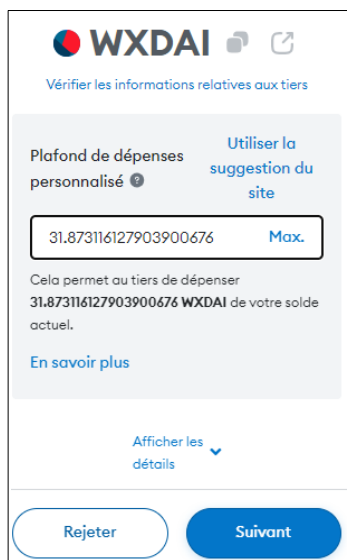 WXDAI
Vérifier les informations relatives aux tiers
Plafond de dépenses
personnalisé
Utiliser la
suggestion du
site
31.873116127903900676 Max.
Cela permet au tiers de dépenser
31.873116127903900676 WXDAI de votre solde
actuel.
En savoir plus
Afficher les
détails
Rejeter
Suivant